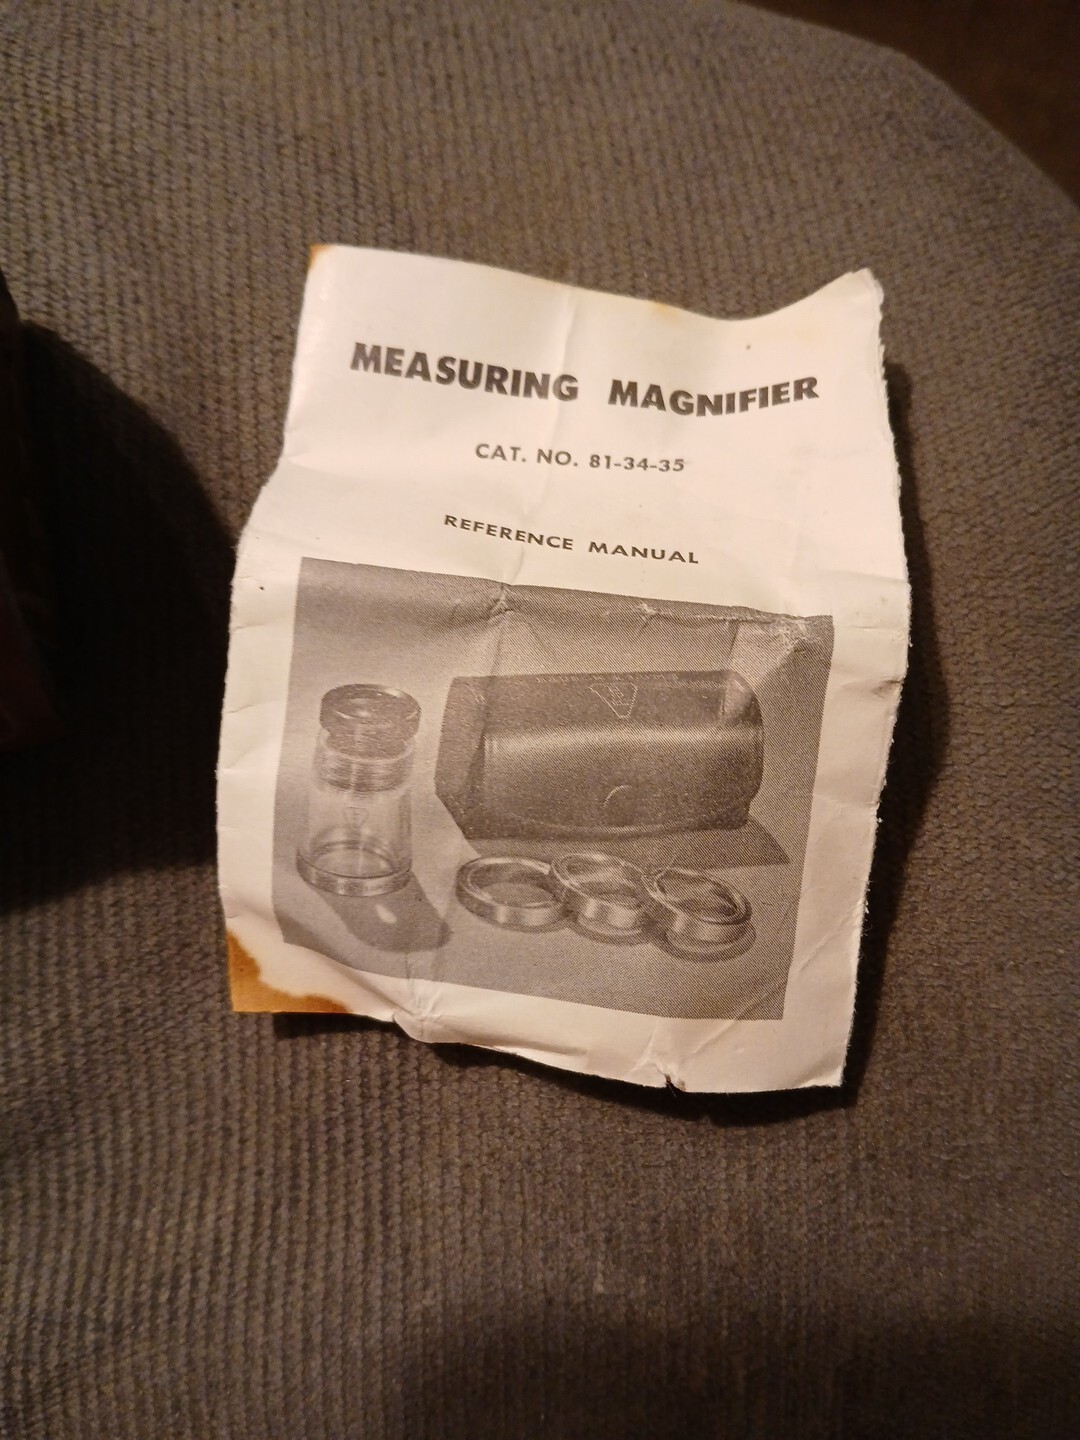 MEASURING MAGNIFIER
CAT. NO. 81-34-35
REFERENCE MANUAL